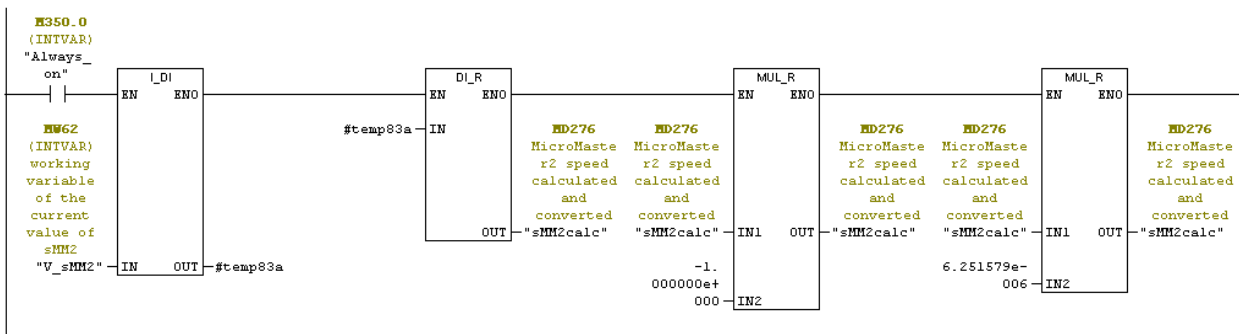 M350.0
(INTVAR)
"Always_
on"
I_DI
EN ENO
MW62
(INTVAR)
working
variable
of the
current
value of
sMM2
"V_sMM2"
IN OUT
#temp83a
DI_R
EN ENO
#temp83a
IN
MD276
MicroMaste
r2 speed
calculated
and
converted
OUT
"sMM2calc"
MUL_R
EN ENO
MD276
MicroMaste
r2 speed
calculated
and
converted
"sMM2calc"
IN1 OUT
-1.
000000e+
000
IN2
MD276
MicroMaste
r2 speed
calculated
and
converted
"sMM2calc"
MUL_R
EN ENO
MD276
MicroMaste
r2 speed
calculated
and
converted
"sMM2calc"
IN1 OUT
6.251579e-
006
IN2
MD276
MicroMaste
r2 speed
calculated
and
converted
"sMM2calc"